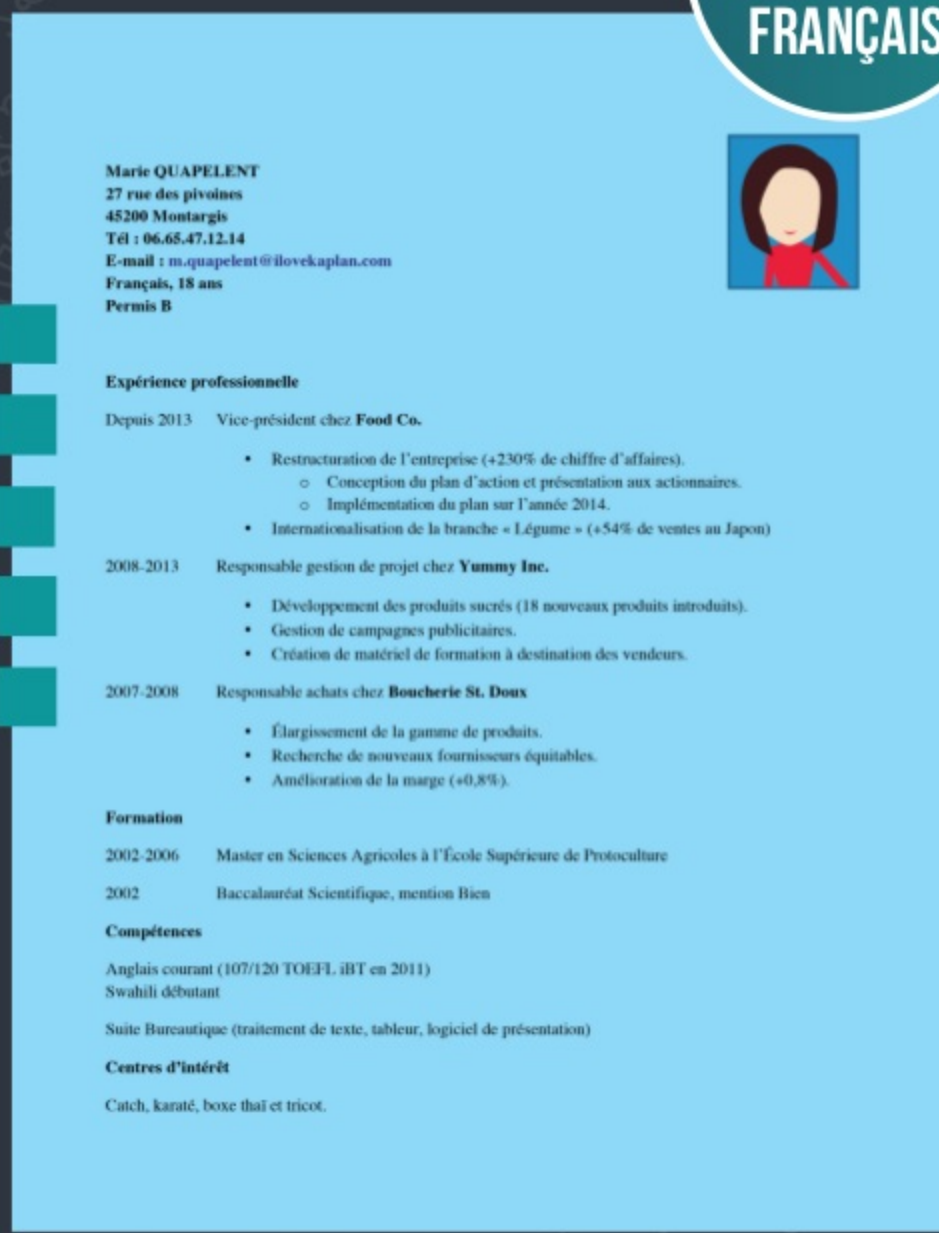 FRANÇAIS
Marie QUAPELENT
27 rue des pivoines
45200 Montargis
Tél : 06.65.47.12.14
E-mail : m.quapelent@ilovekaplan.com
Français, 18 ans
Permis B
Expérience professionnelle
Depuis 2013 Vice-président chez Food Co.
• Restructuration de l'entreprise (+230% de chiffre d'affaires).
o Conception du plan d'action et présentation aux actionnaires.
o Implémentation du plan sur l'année 2014.
• Internationalisation de la branche « Légume » (+54% de ventes au Japon)
2008-2013 Responsable gestion de projet chez Yummy Inc.
• Développement des produits sucrés (18 nouveaux produits introduits).
• Gestion de campagnes publicitaires.
• Création de matériel de formation à destination des vendeurs.
2007-2008 Responsable achats chez Boucherie St. Doux
• Élargissement de la gamme de produits.
• Recherche de nouveaux fournisseurs équitables.
• Amélioration de la marge (+0,8%).
Formation
2002-2006 Master en Sciences Agricoles à l'École Supérieure de Protoculture
2002 Baccalauréat Scientifique, mention Bien
Compétences
Anglais courant (107/120 TOEFL iBT en 2011)
Swahili débutant
Suite Bureautique (traitement de texte, tableur, logiciel de présentation)
Centres d'intérêt
Catch, karaté, boxe thaï et tricot.